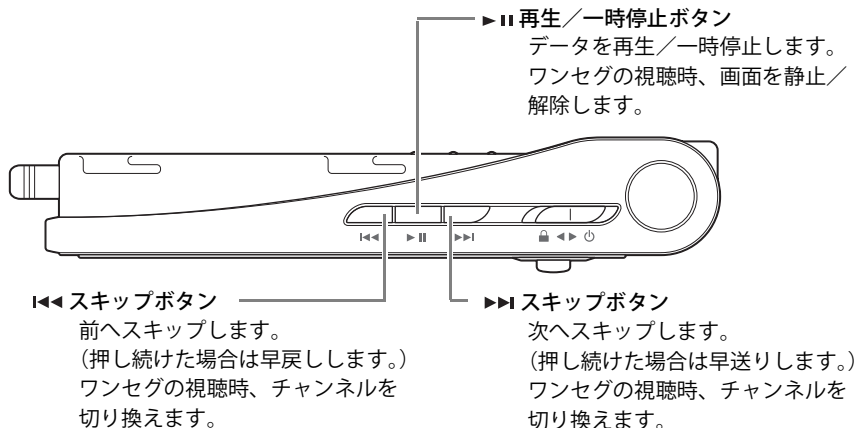 ►II 再生／一時停止ボタン
データを再生／一時停止します。
ワンセグの視聴時、画面を静止／
解除します。
I◄◄ スキップボタン
前へスキップします。
（押し続けた場合は早戻しします。）
ワンセグの視聴時、チャンネルを
切り換えます。
►►I スキップボタン
次へスキップします。
（押し続けた場合は早送りします。）
ワンセグの視聴時、チャンネルを
切り換えます。